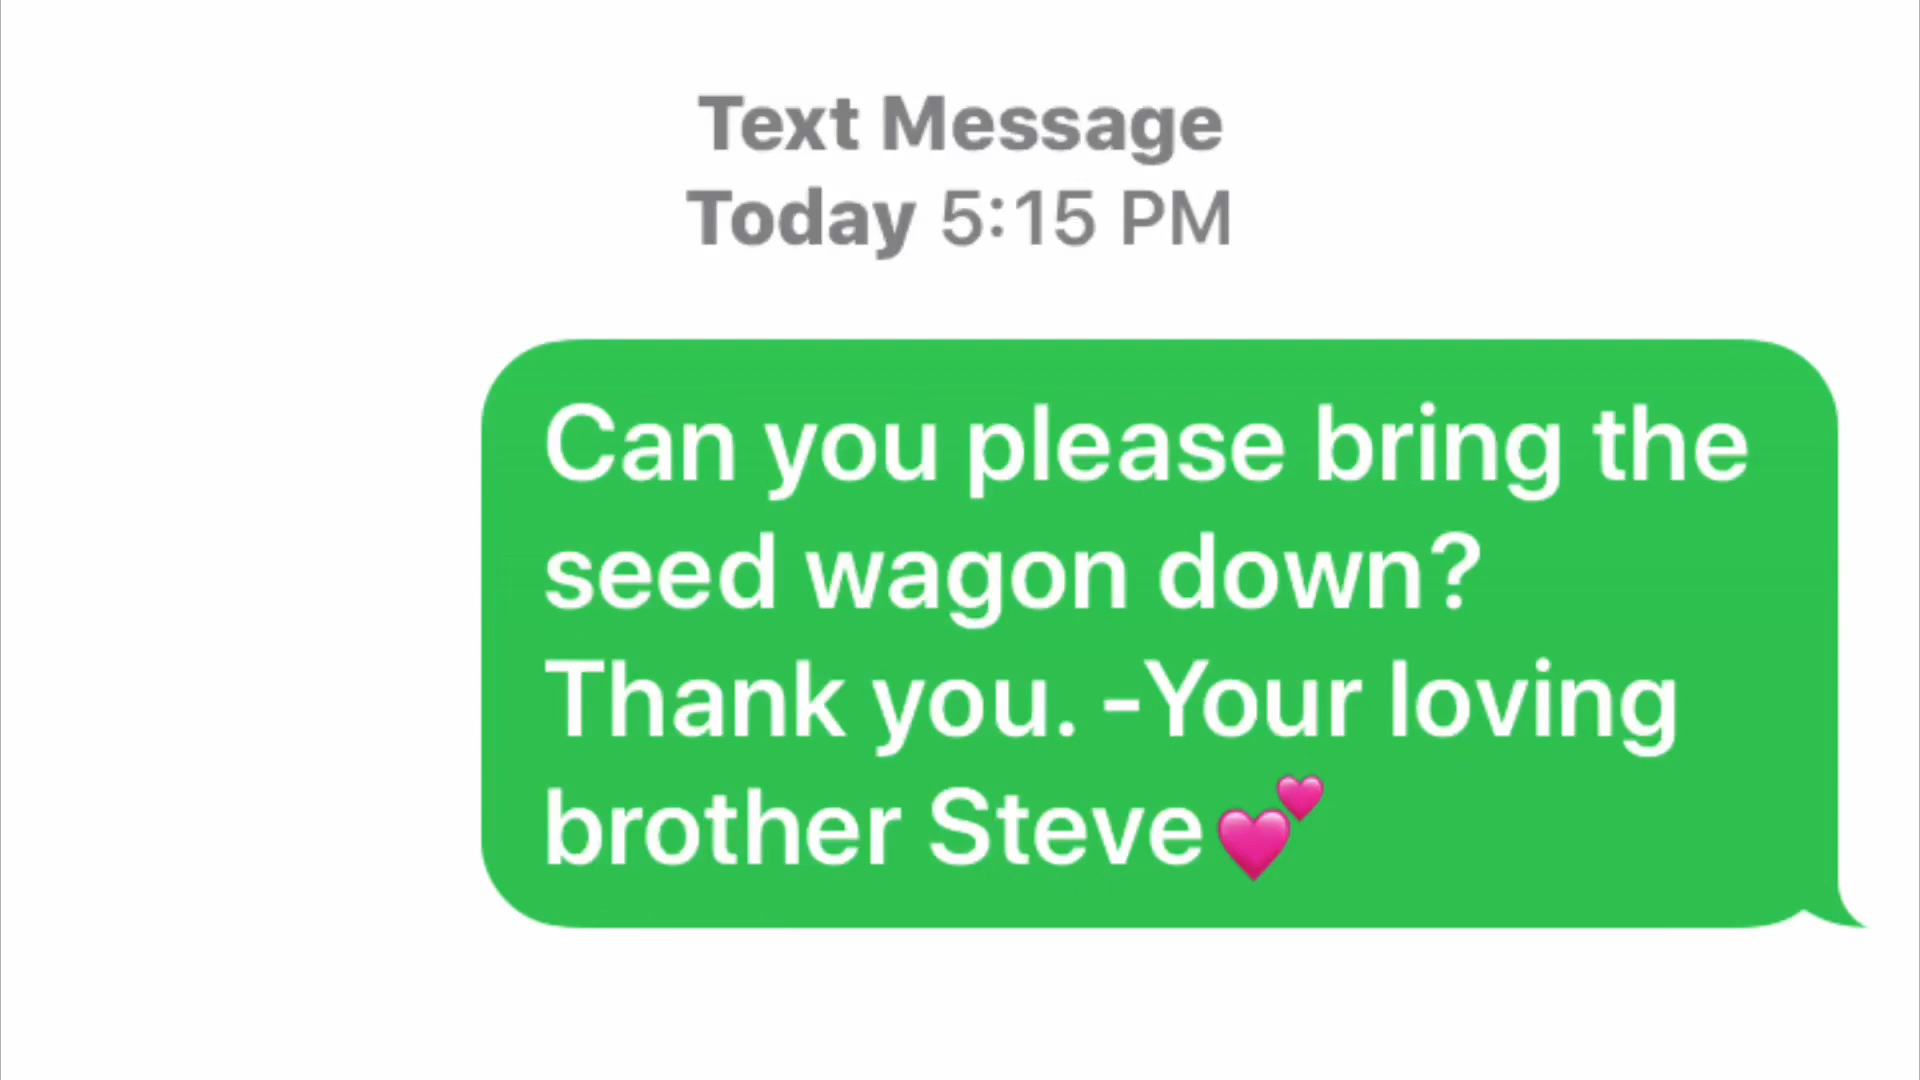 Text Message
Today 5:15 PM
Can you please bring the
seed wagon down?
Thank you. -Your loving
brother Steve💕